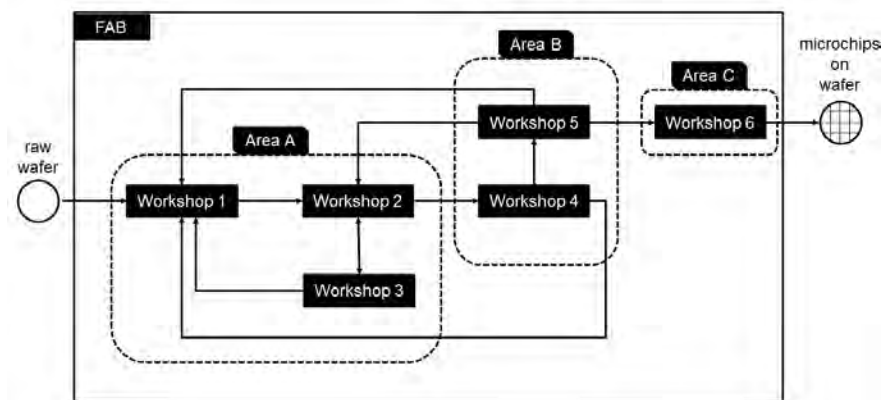 FAB
microchips
on
wafer
Area B
Area C
Workshop 5
Workshop 6
raw
wafer
Area A
Workshop 1
Workshop 2
Workshop 4
Workshop 3